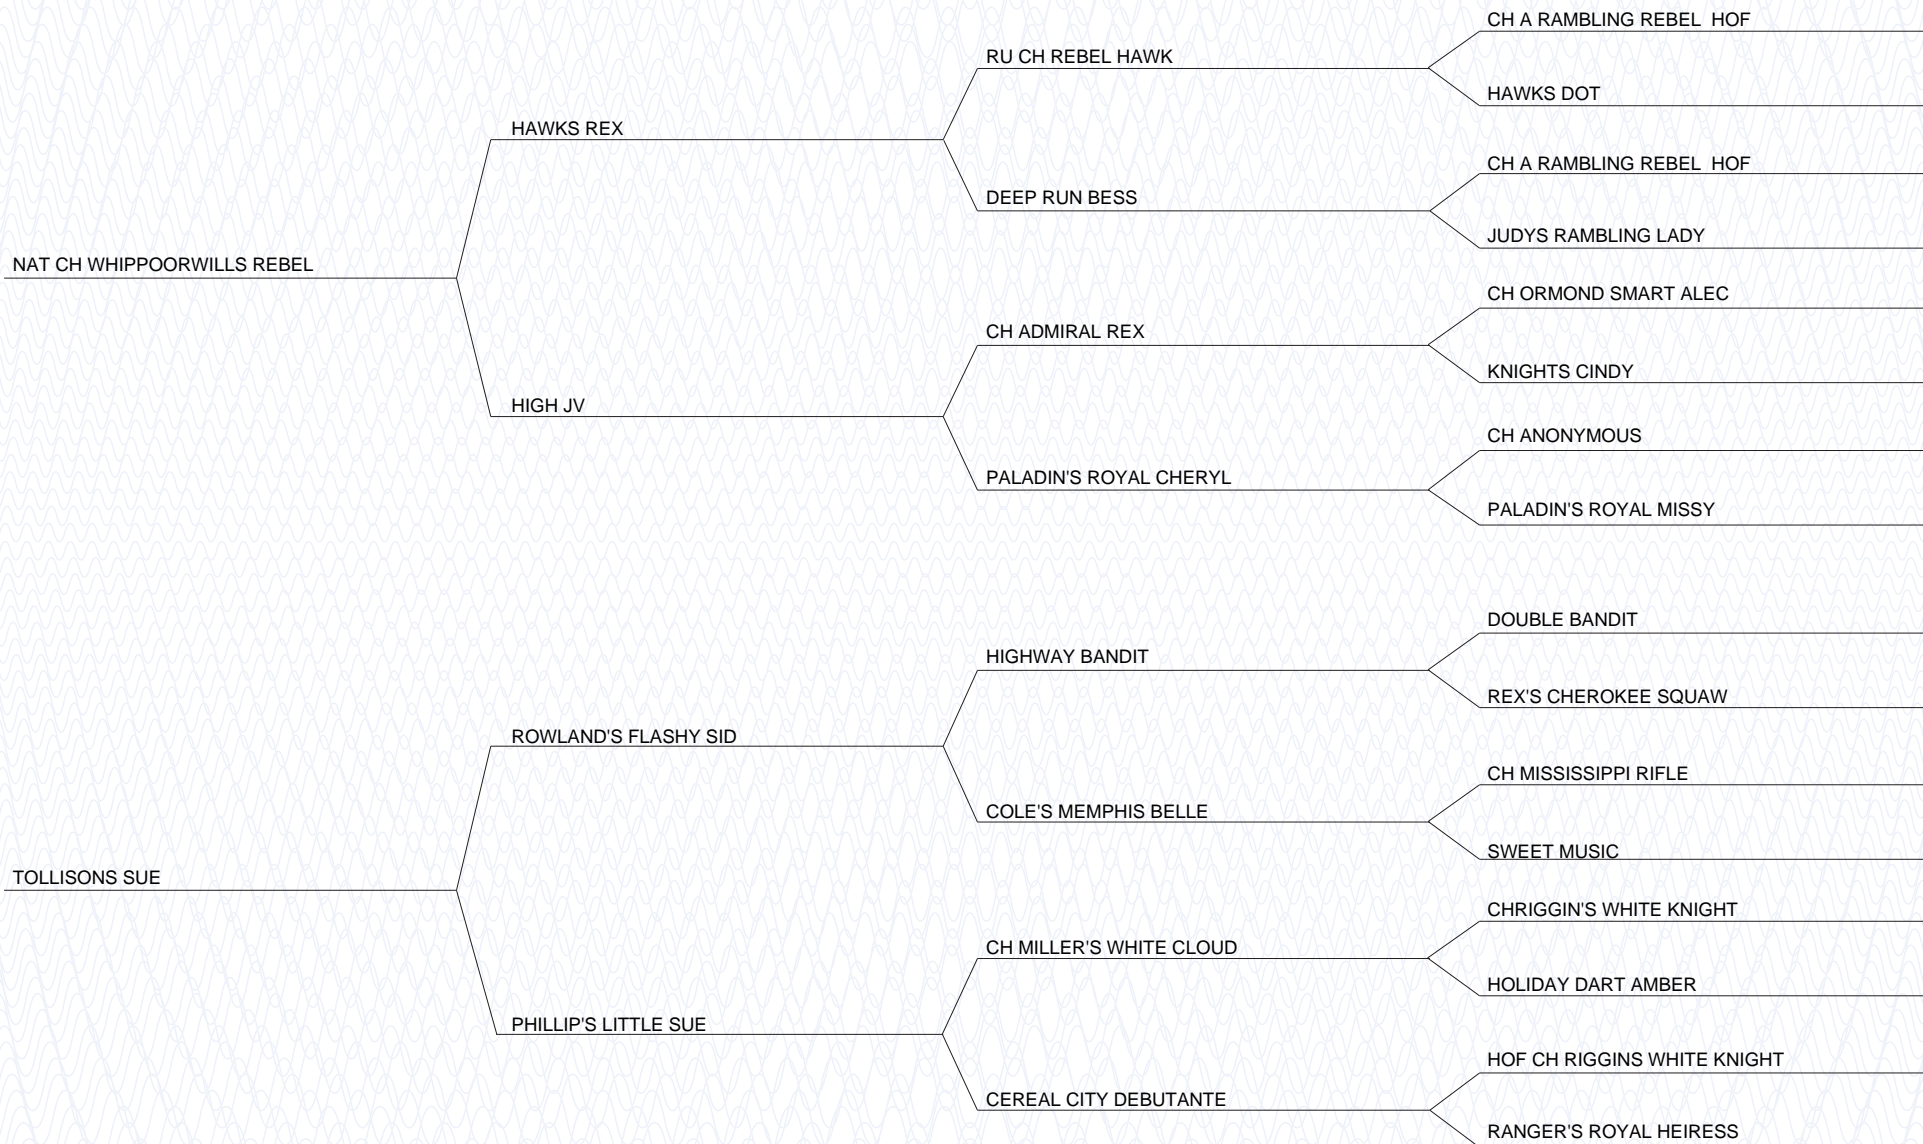 NAT CH WHIPPOORWILLS REBEL
HAWKS REX
RU CH REBEL HAWK
CH A RAMBLING REBEL  HOF
HAWKS DOT
DEEP RUN BESS
CH A RAMBLING REBEL  HOF
JUDYS RAMBLING LADY
HIGH JV
CH ADMIRAL REX
CH ORMOND SMART ALEC
KNIGHTS CINDY
PALADIN'S ROYAL CHERYL
CH ANONYMOUS
PALADIN'S ROYAL MISSY
TOLLISONS SUE
ROWLAND'S FLASHY SID
HIGHWAY BANDIT
DOUBLE BANDIT
REX'S CHEROKEE SQUAW
COLE'S MEMPHIS BELLE
CH MISSISSIPPI RIFLE
SWEET MUSIC
PHILLIP'S LITTLE SUE
CH MILLER'S WHITE CLOUD
CHRIGGIN'S WHITE KNIGHT
HOLIDAY DART AMBER
CEREAL CITY DEBUTANTE
HOF CH RIGGINS WHITE KNIGHT
RANGER'S ROYAL HEIRESS